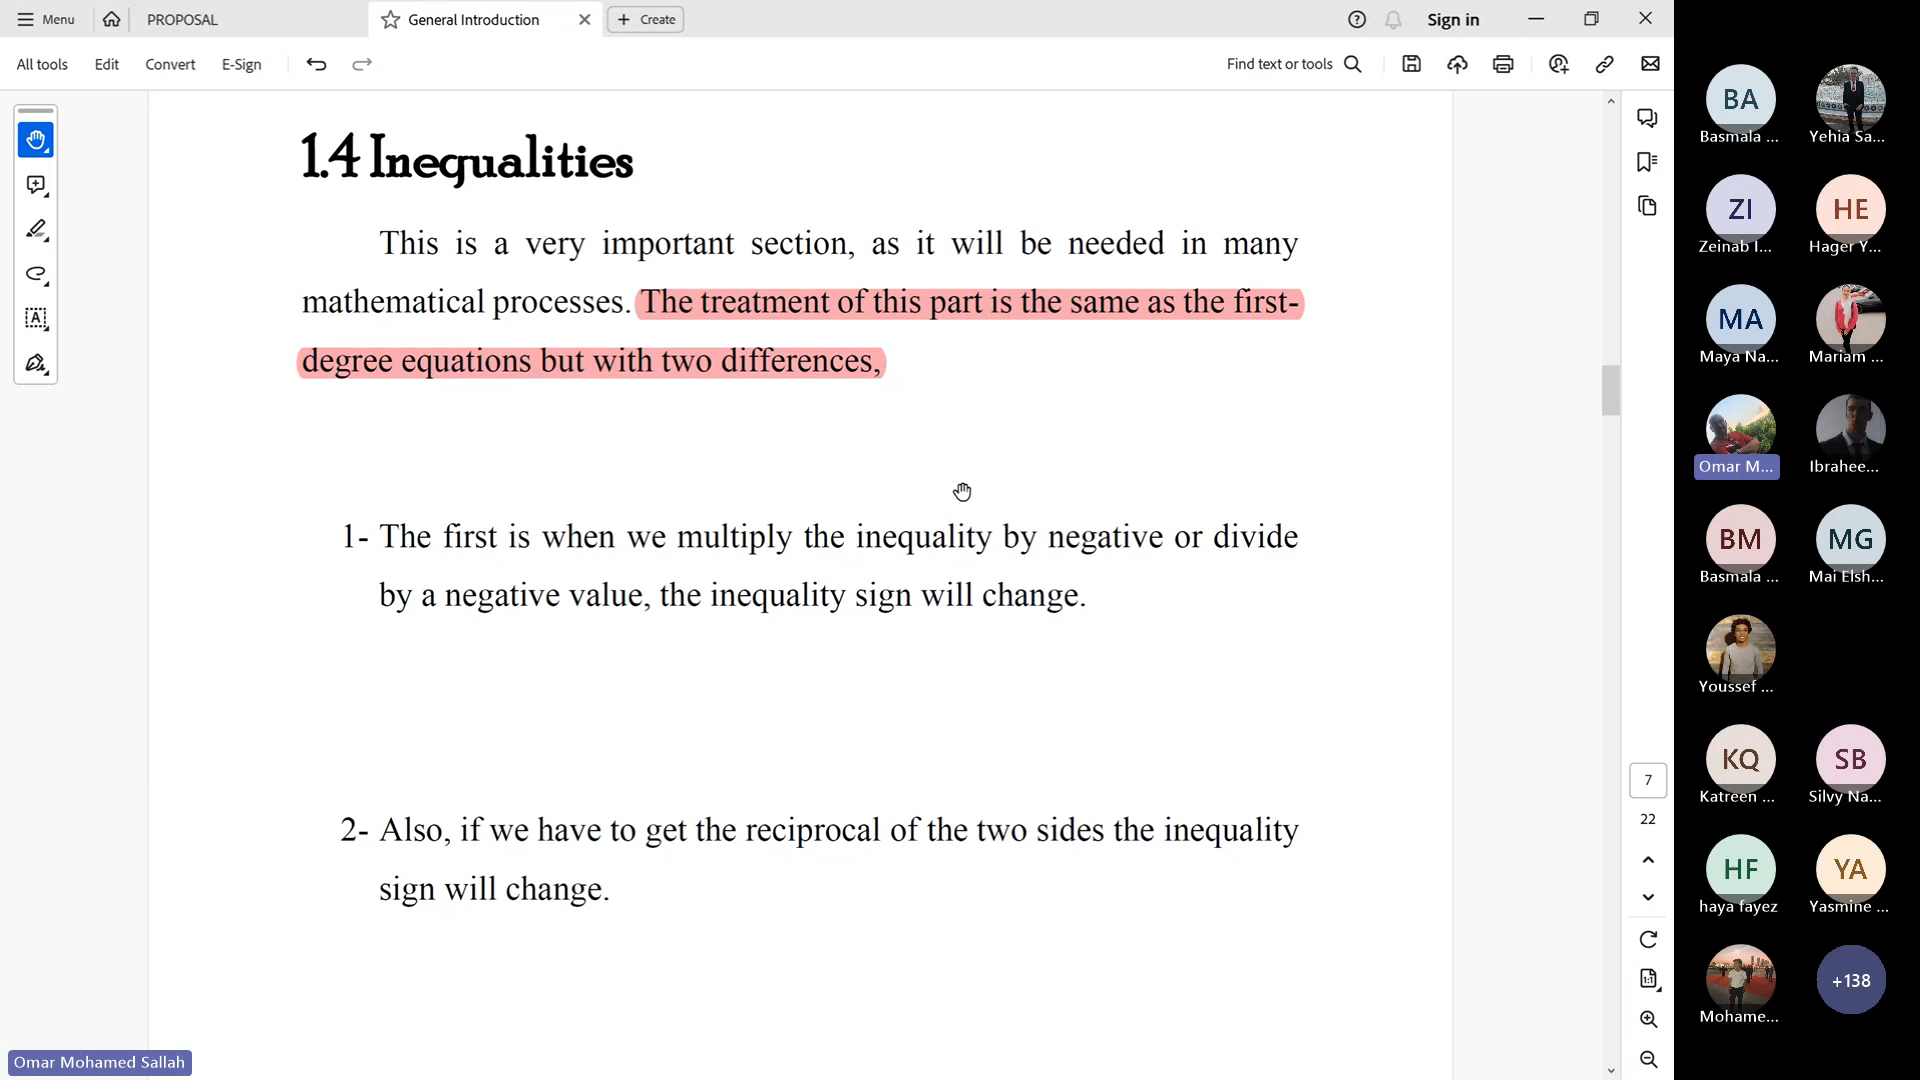 Menu
PROPOSAL
General Introduction
Create
Sign in
All tools
Edit
Convert
E-Sign
Find text or tools
1.4 Inequalities
This is a very important section, as it will be needed in many
mathematical processes. The treatment of this part is the same as the first-
degree equations but with two differences,
1- The first is when we multiply the inequality by negative or divide
by a negative value, the inequality sign will change.
2- Also, if we have to get the reciprocal of the two sides the inequality
sign will change.
7
22
Omar Mohamed Sallah
BA
Basmala ...
Yehia Sa...
ZI
Zeinab I...
HE
Hager Y...
MA
Maya Na...
Mariam ...
Omar M...
Ibrahee...
BM
Basmala ...
MG
Mai Elsh...
Youssef ...
KQ
Katreen ...
SB
Silvy Na...
HF
haya fayez
YA
Yasmine ...
Mohame...
+138